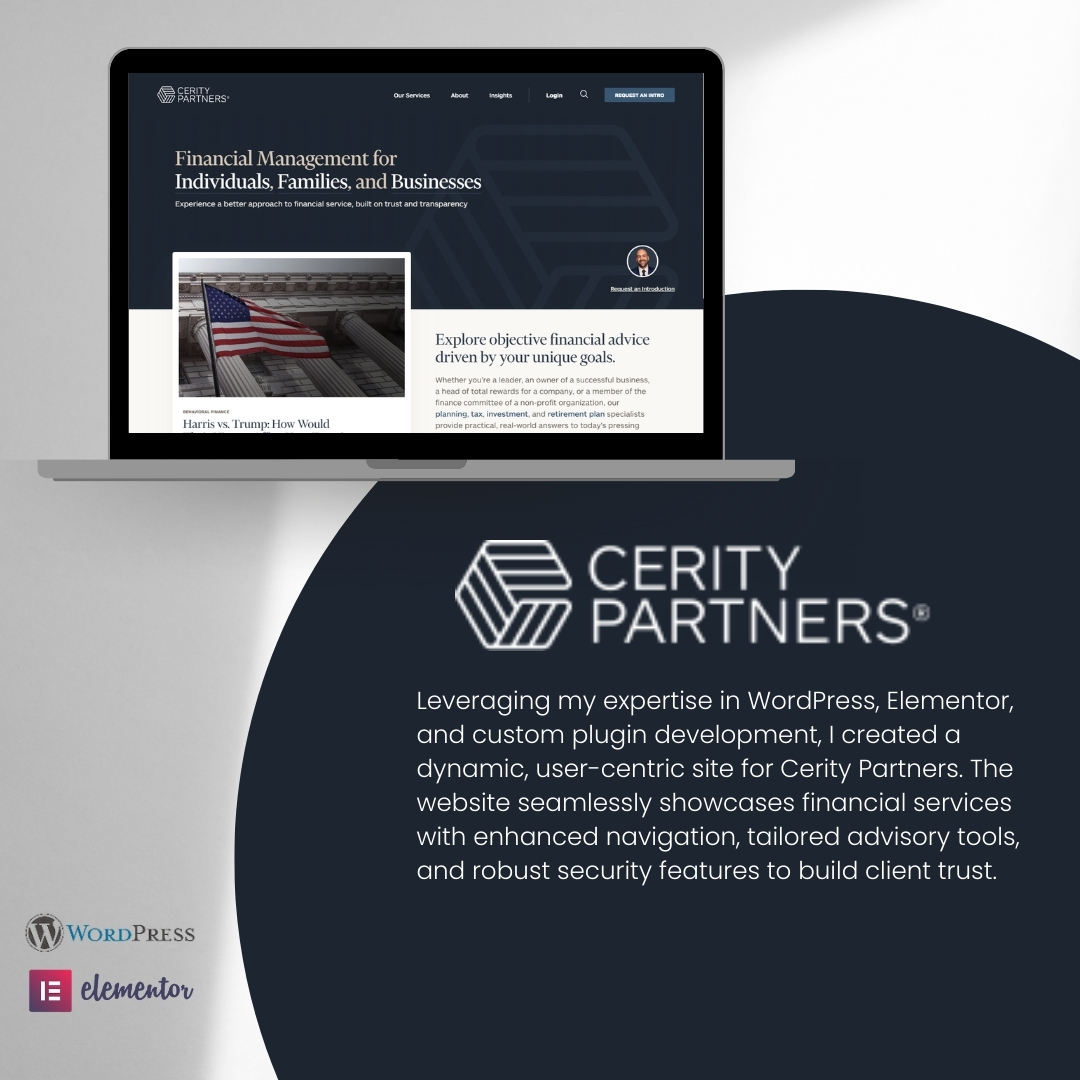 CERITY
PARTNERS®
Our Services About Insights Login REQUEST AN INTRO
Financial Management for
Individuals, Families, and Businesses
Experience a better approach to financial service, built on trust and transparency
Request an Introduction
BEHAVIORAL FINANCE
Harris vs. Trump: How Would
Explore objective financial advice
driven by your unique goals.
Whether you're a leader, an owner of a successful business,
a head of total rewards for a company, or a member of the
finance committee of a non-profit organization, our
planning, tax, investment, and retirement plan specialists
provide practical, real-world answers to today's pressing
CERITY
PARTNERS®
Leveraging my expertise in WordPress, Elementor,
and custom plugin development, I created a
dynamic, user-centric site for Cerity Partners. The
website seamlessly showcases financial services
with enhanced navigation, tailored advisory tools,
and robust security features to build client trust.
WORDPRESS
elementor